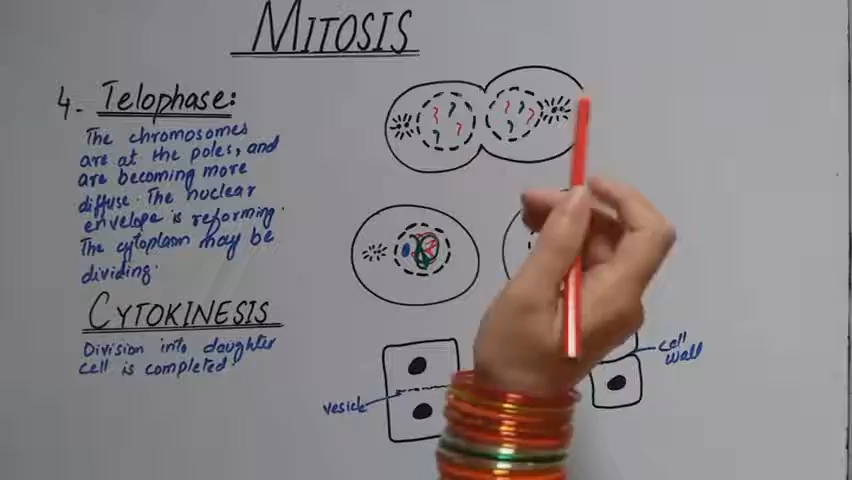 MITOSIS
4. Telophase:
The chromosomes
are at the poles, and
are becoming more
diffuse. The nuclear
envelope is reforming.
The cytoplasm may be
dividing.
CYTOKINESIS
Division into daughter
cell is completed.
vesicle
cell
wall